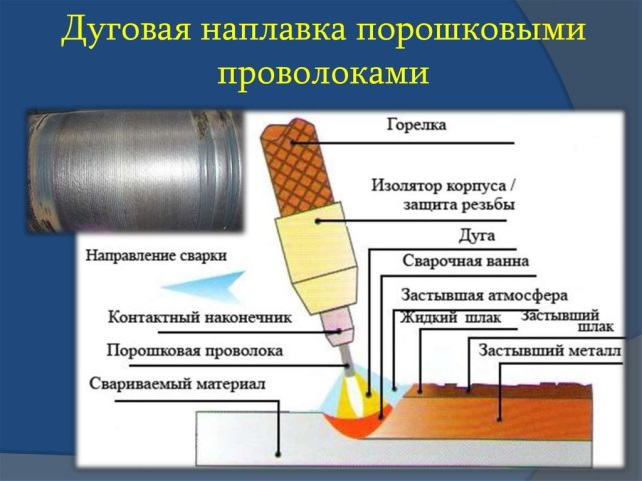 Дуговая наплавка порошковыми
проволоками
Горелка
Изолятор корпуса /
защита резьбы
Дуга
Направление сварки
Сварочная ванна
Застывшая атмосфера
Контактный наконечник
Жидкий шлак
Застывший
шлак
Порошковая проволока
Застывший металл
Свариваемый материал